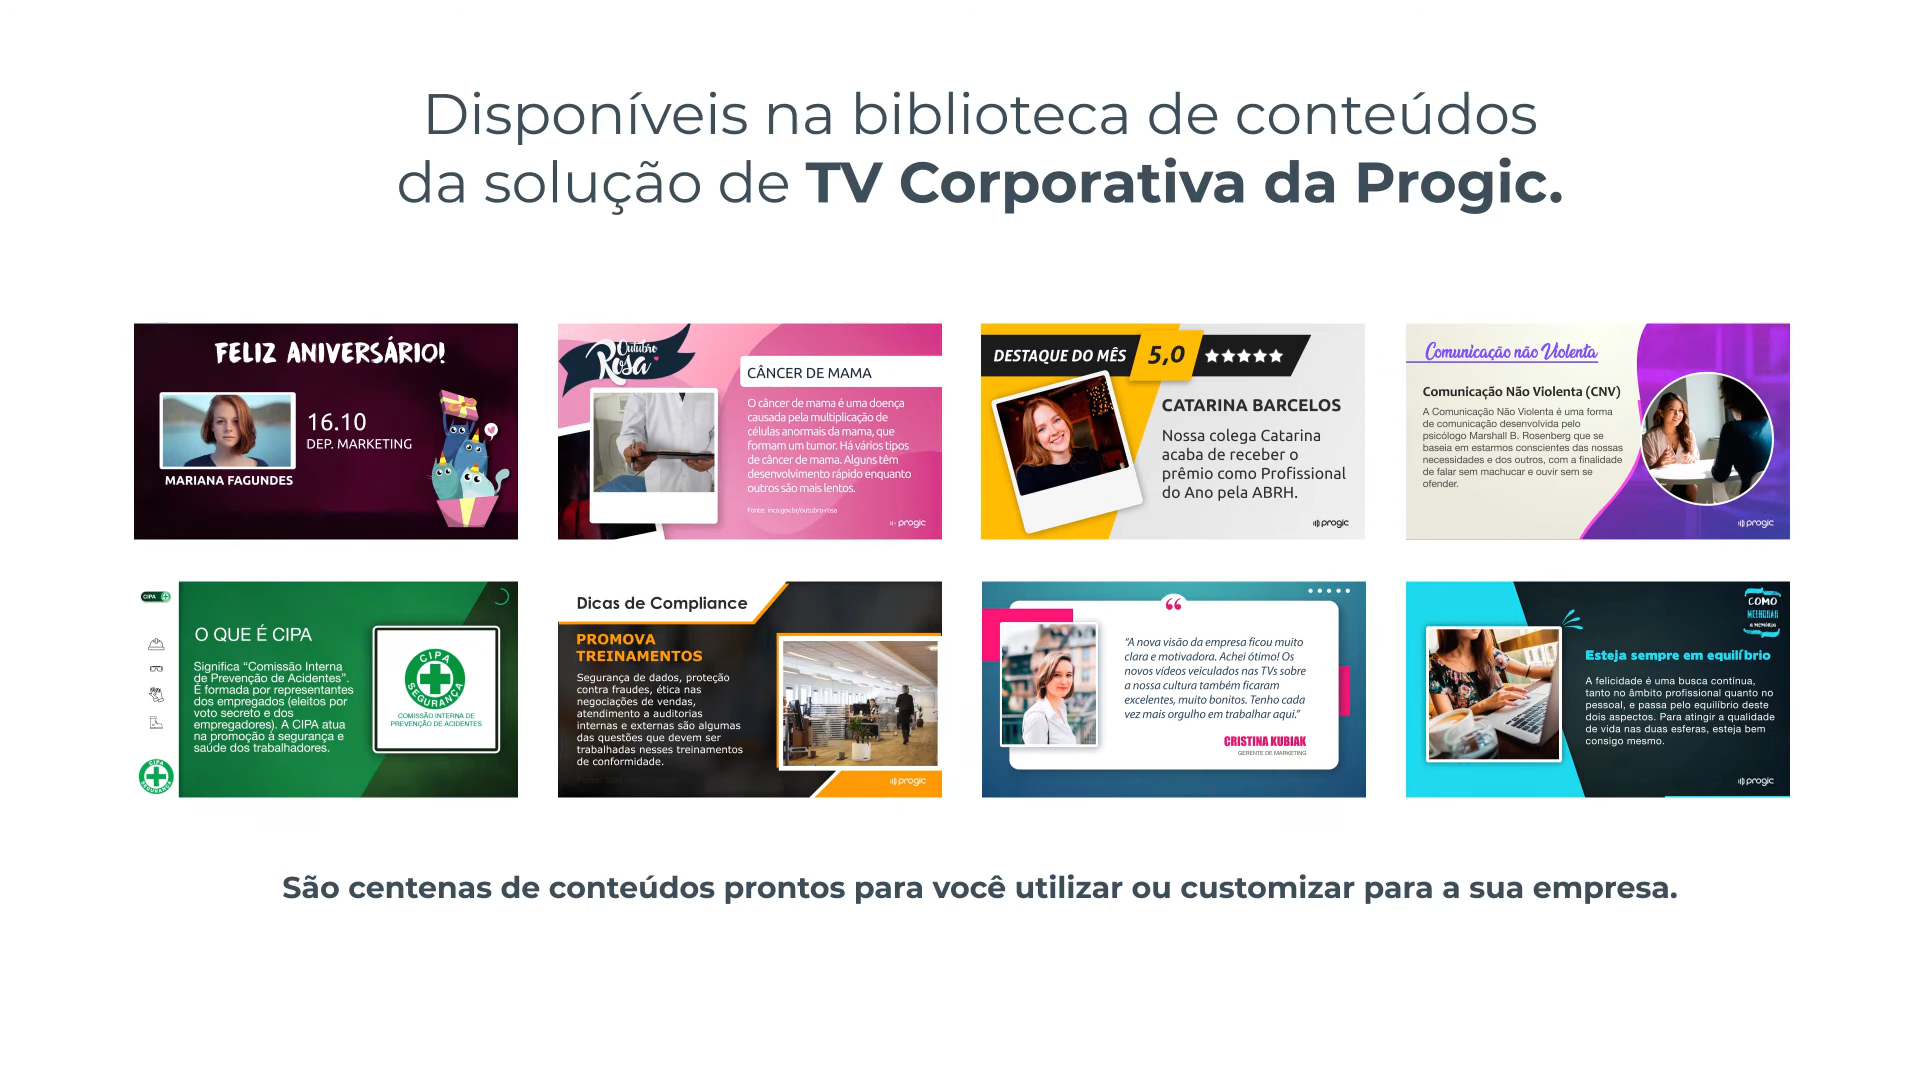 Disponíveis na biblioteca de conteúdos
da solução de TV Corporativa da Progic.
FELIZ ANIVERSÁRIO!
16.10
DEP. MARKETING
MARIANA FAGUNDES
Outubro
Rosa
CÂNCER DE MAMA
O câncer de mama é uma doença
causada pela multiplicação de
células anormais da mama, que
formam um tumor. Há vários tipos
de câncer de mama. Alguns têm
desenvolvimento rápido enquanto
outros são mais lentos.
Fonte: inca.gov.br/outubro-rosa
progic
DESTAQUE DO MÊS 5,0
CATARINA BARCELOS
Nossa colega Catarina
acaba de receber o
prêmio como Profissional
do Ano pela ABRH.
progic
Comunicação não Violenta
Comunicação Não Violenta (CNV)
A Comunicação Não Violenta é uma forma
de comunicação desenvolvida pelo
psicólogo Marshall B. Rosenberg que se
baseia em estarmos conscientes das nossas
necessidades e dos outros, com a finalidade
de falar sem machucar e ouvir sem se
ofender.
progic
CIPA
O QUE É CIPA
Significa “Comissão Interna
de Prevenção de Acidentes”.
É formada por representantes
dos empregados (eleitos por
voto secreto e dos
empregadores). A CIPA atua
na promoção à segurança e
saúde dos trabalhadores.
CIPA
SEGURANÇA
COMISSÃO INTERNA DE
PREVENÇÃO DE ACIDENTES
CIPA
SEGURANÇA
Dicas de Compliance
PROMOVA
TREINAMENTOS
Segurança de dados, proteção
contra fraudes, ética nas
negociações de vendas,
atendimento a auditorias
internas e externas são algumas
das questões que devem ser
trabalhadas nesses treinamentos
de conformidade.
progic
“A nova visão da empresa ficou muito
clara e motivadora. Achei ótimo! Os
novos vídeos veiculados nas TVs sobre
a nossa cultura também ficaram
excelentes, muito bonitos. Tenho cada
vez mais orgulho em trabalhar aqui.”
CRISTINA KUBIAK
GERENTE DE MARKETING
COMO
MELHORAR
A MEMÓRIA
Esteja sempre em equilíbrio
A felicidade é uma busca contínua,
tanto no âmbito profissional quanto no
pessoal, e passa pelo equilíbrio deste
dois aspectos. Para atingir a qualidade
de vida nas duas esferas, esteja bem
consigo mesmo.
progic
São centenas de conteúdos prontos para você utilizar ou customizar para a sua empresa.